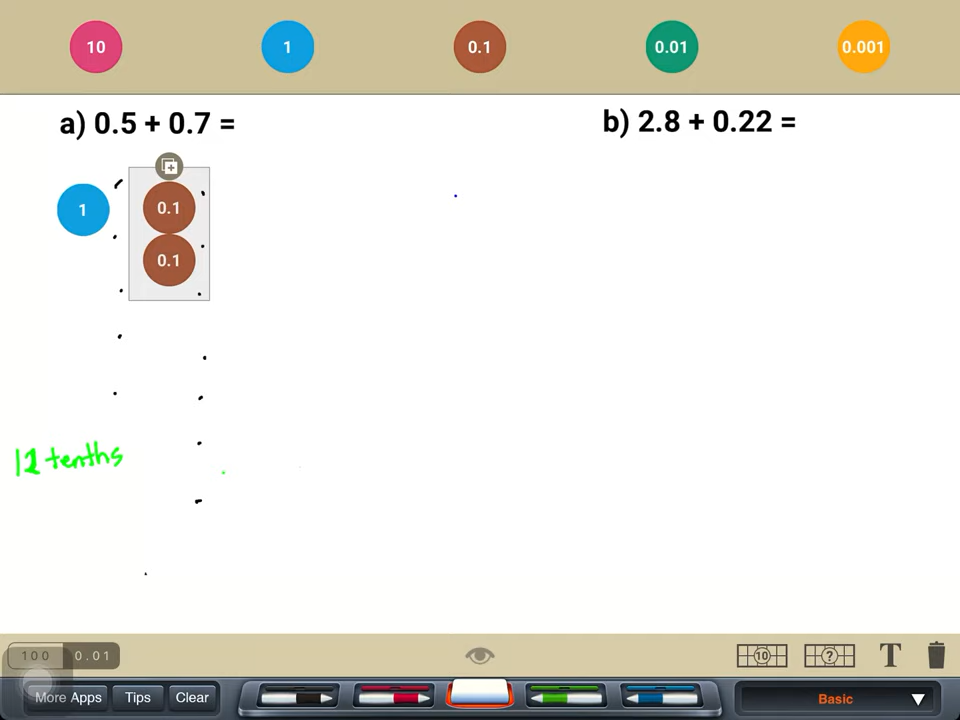 10 1 0.1 0.01 0.001
a) 0.5 + 0.7 =
b) 2.8 + 0.22 =
1 0.1
0.1
12 tenths
100 0.01
10 ? T
More Apps Tips Clear Basic